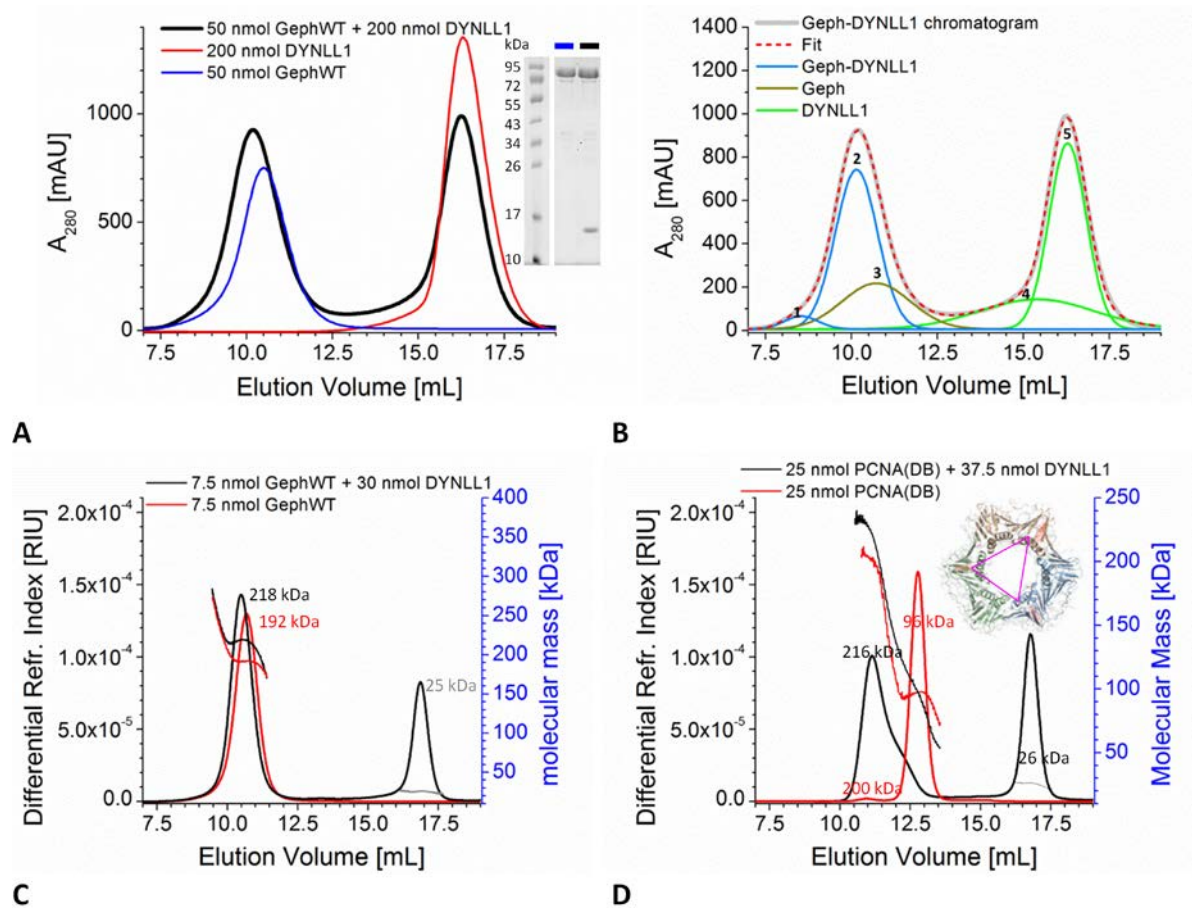 50 nmol GephWT + 200 nmol DYNLL1
200 nmol DYNLL1
50 nmol GephWT
kDa
95
72
55
43
34
26
17
10
1000
500
0
A280 [mAU]
7.5 10.0 12.5 15.0 17.5
Elution Volume [mL]
A
Geph-DYNLL1 chromatogram
Fit
Geph-DYNLL1
Geph
DYNLL1
1400
1200
1000
800
600
400
200
0
A280 [mAU]
1
2
3
4
5
7.5 10.0 12.5 15.0 17.5
Elution Volume [mL]
B
7.5 nmol GephWT + 30 nmol DYNLL1
7.5 nmol GephWT
2.0x10-4
1.5x10-4
1.0x10-4
5.0x10-5
0.0
Differential Refr. Index [RIU]
218 kDa
192 kDa
25 kDa
400
350
300
250
200
150
100
50
molecular mass [kDa]
7.5 10.0 12.5 15.0 17.5
Elution Volume [mL]
C
25 nmol PCNA(DB) + 37.5 nmol DYNLL1
25 nmol PCNA(DB)
2.0x10-4
1.5x10-4
1.0x10-4
5.0x10-5
0.0
Differential Refr. Index [RIU]
96 kDa
216 kDa
200 kDa
26 kDa
250
200
150
100
50
0
Molecular Mass [kDa]
7.5 10.0 12.5 15.0 17.5
Elution Volume [mL]
D